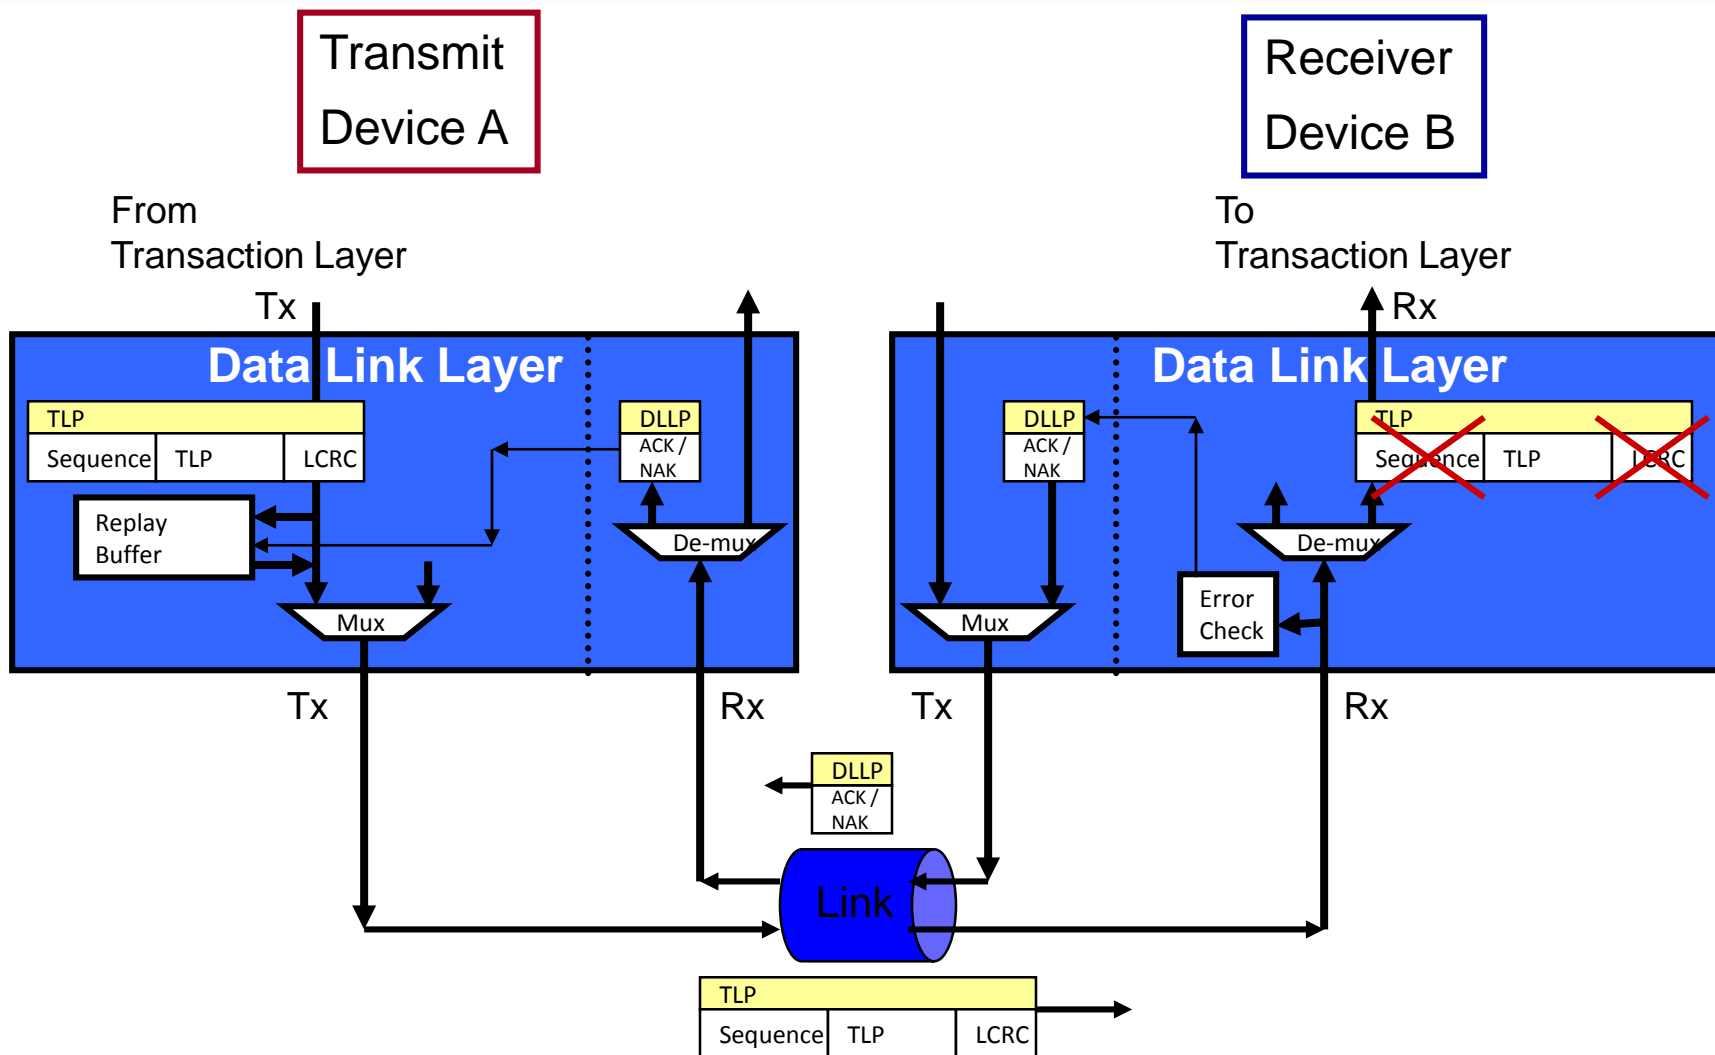 Transmit
Device A
Receiver
Device B
From
Transaction Layer
To
Transaction Layer
Tx
Rx
Data Link Layer
Data Link Layer
TLP
Sequence TLP LCRC
DLLP
ACK /
NAK
DLLP
ACK /
NAK
TLP
Sequence TLP LCRC
Replay
Buffer
De-mux
De-mux
Mux
Mux
Error
Check
Tx
Rx
Tx
Rx
DLLP
ACK /
NAK
Link
TLP
Sequence TLP LCRC